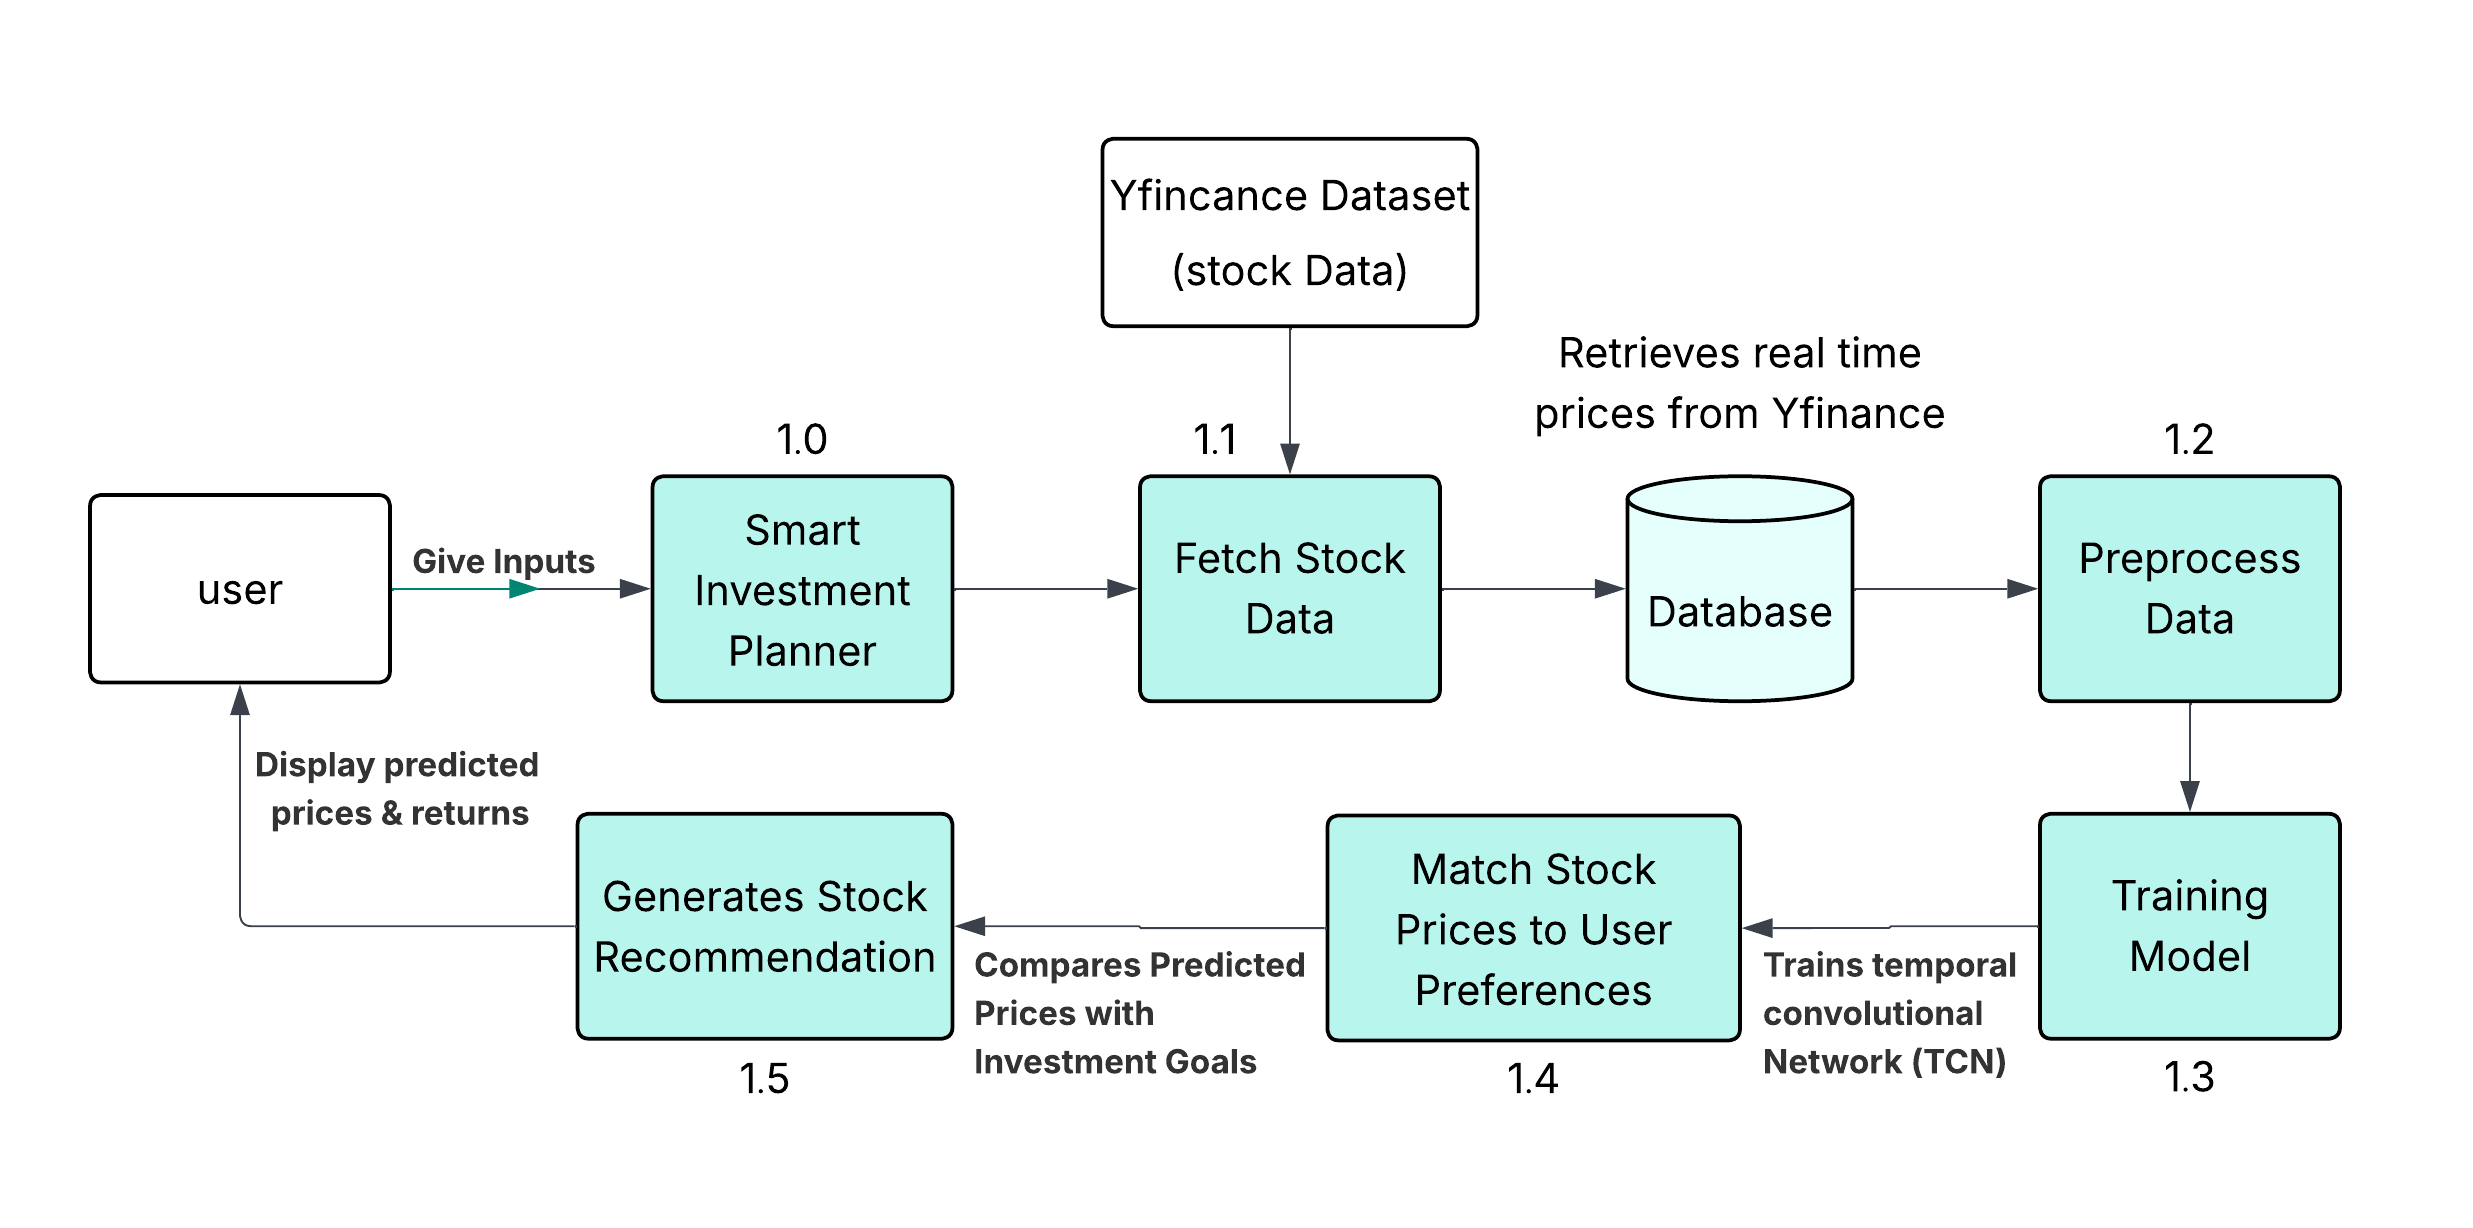 Yfincance Dataset
(stock Data)
Retrieves real time
prices from Yfinance
1.0
1.1
1.2
user
Give Inputs
Smart
Investment
Planner
Fetch Stock
Data
Database
Preprocess
Data
Display predicted
prices & returns
Generates Stock
Recommendation
1.5
Compares Predicted
Prices with
Investment Goals
Match Stock
Prices to User
Preferences
1.4
Trains temporal
convolutional
Network (TCN)
Training
Model
1.3